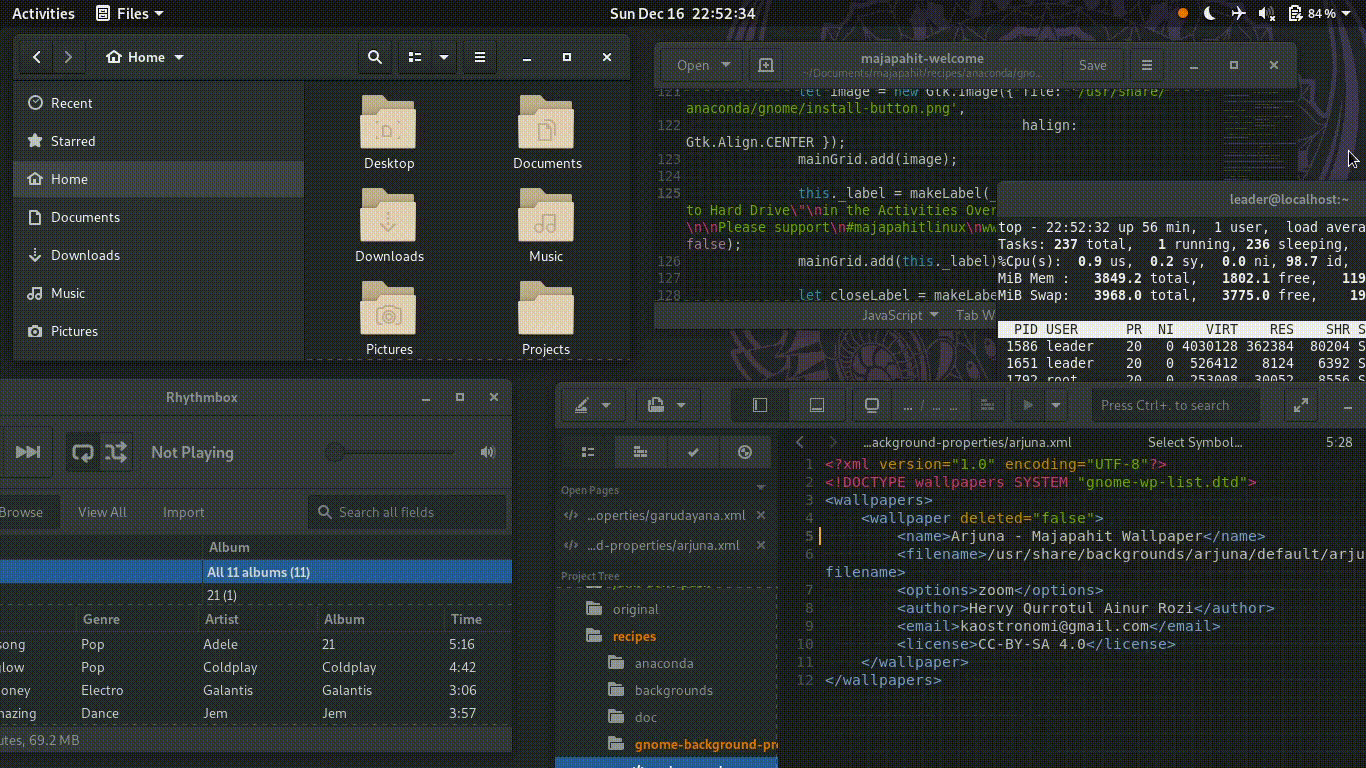 Activities
Files
Sun Dec 16 22:52:34
84 %
Home
Recent
Starred
Home
Documents
Downloads
Music
Pictures
Desktop
Documents
Downloads
Music
Pictures
Projects
Open
majapahit-welcome
~/Documents/majapahit/recipes/anaconda/gno...
Save
121 let image = new Gtk.Image({ file: "/usr/share/
anaconda/gnome/install-button.png',
122 halign:
Gtk.Align.CENTER });
123 mainGrid.add(image);
124
125 this._label = makeLabel(_
to Hard Drive\"\nin the Activities Over
\n\nPlease support\n#majapahitlinux\nww
false);
126 mainGrid.add(this._label)
127
128 let closeLabel = makeLabe
JavaScript
Tab W
leader@localhost:~
top - 22:52:32 up 56 min, 1 user, load avera
Tasks: 237 total, 1 running, 236 sleeping,
%Cpu(s): 0.9 us, 0.2 sy, 0.0 ni, 98.7 id,
MiB Mem : 3849.2 total, 1802.1 free, 119
MiB Swap: 3968.0 total, 3775.0 free, 19
PID USER PR NI VIRT RES SHR S
1586 leader 20 0 4030128 362384 80204 S
1651 leader 20 0 526412 8124 6392 S
1792 root 20 0 253008 30052 8556 S
Rhythmbox
Not Playing
Browse
View All
Import
Search all fields
Album
All 11 albums (11)
21 (1)
Genre Artist Album Time
song Pop Adele 21 5:16
glow Pop Coldplay Coldplay 4:42
oney Electro Galantis Galantis 3:06
nazing Dance Jem Jem 3:57
utes, 69.2 MB
... / ... ...
Press Ctrl+. to search
Open Pages
...operties/garudayana.xml
...d-properties/arjuna.xml
Project Tree
original
recipes
anaconda
backgrounds
doc
gnome-background-pr
...ackground-properties/arjuna.xml
Select Symbol...
5:28
1 <?xml version="1.0" encoding="UTF-8"?>
2 <!DOCTYPE wallpapers SYSTEM "gnome-wp-list.dtd">
3 <wallpapers>
4 <wallpaper deleted="false">
5 <name>Arjuna - Majapahit Wallpaper</name>
6 <filename>/usr/share/backgrounds/arjuna/default/arju
filename>
7 <options>zoom</options>
8 <author>Hervy Qurrotul Ainur Rozi</author>
9 <email>kaostronomi@gmail.com</email>
10 <license>CC-BY-SA 4.0</license>
11 </wallpaper>
12 </wallpapers>